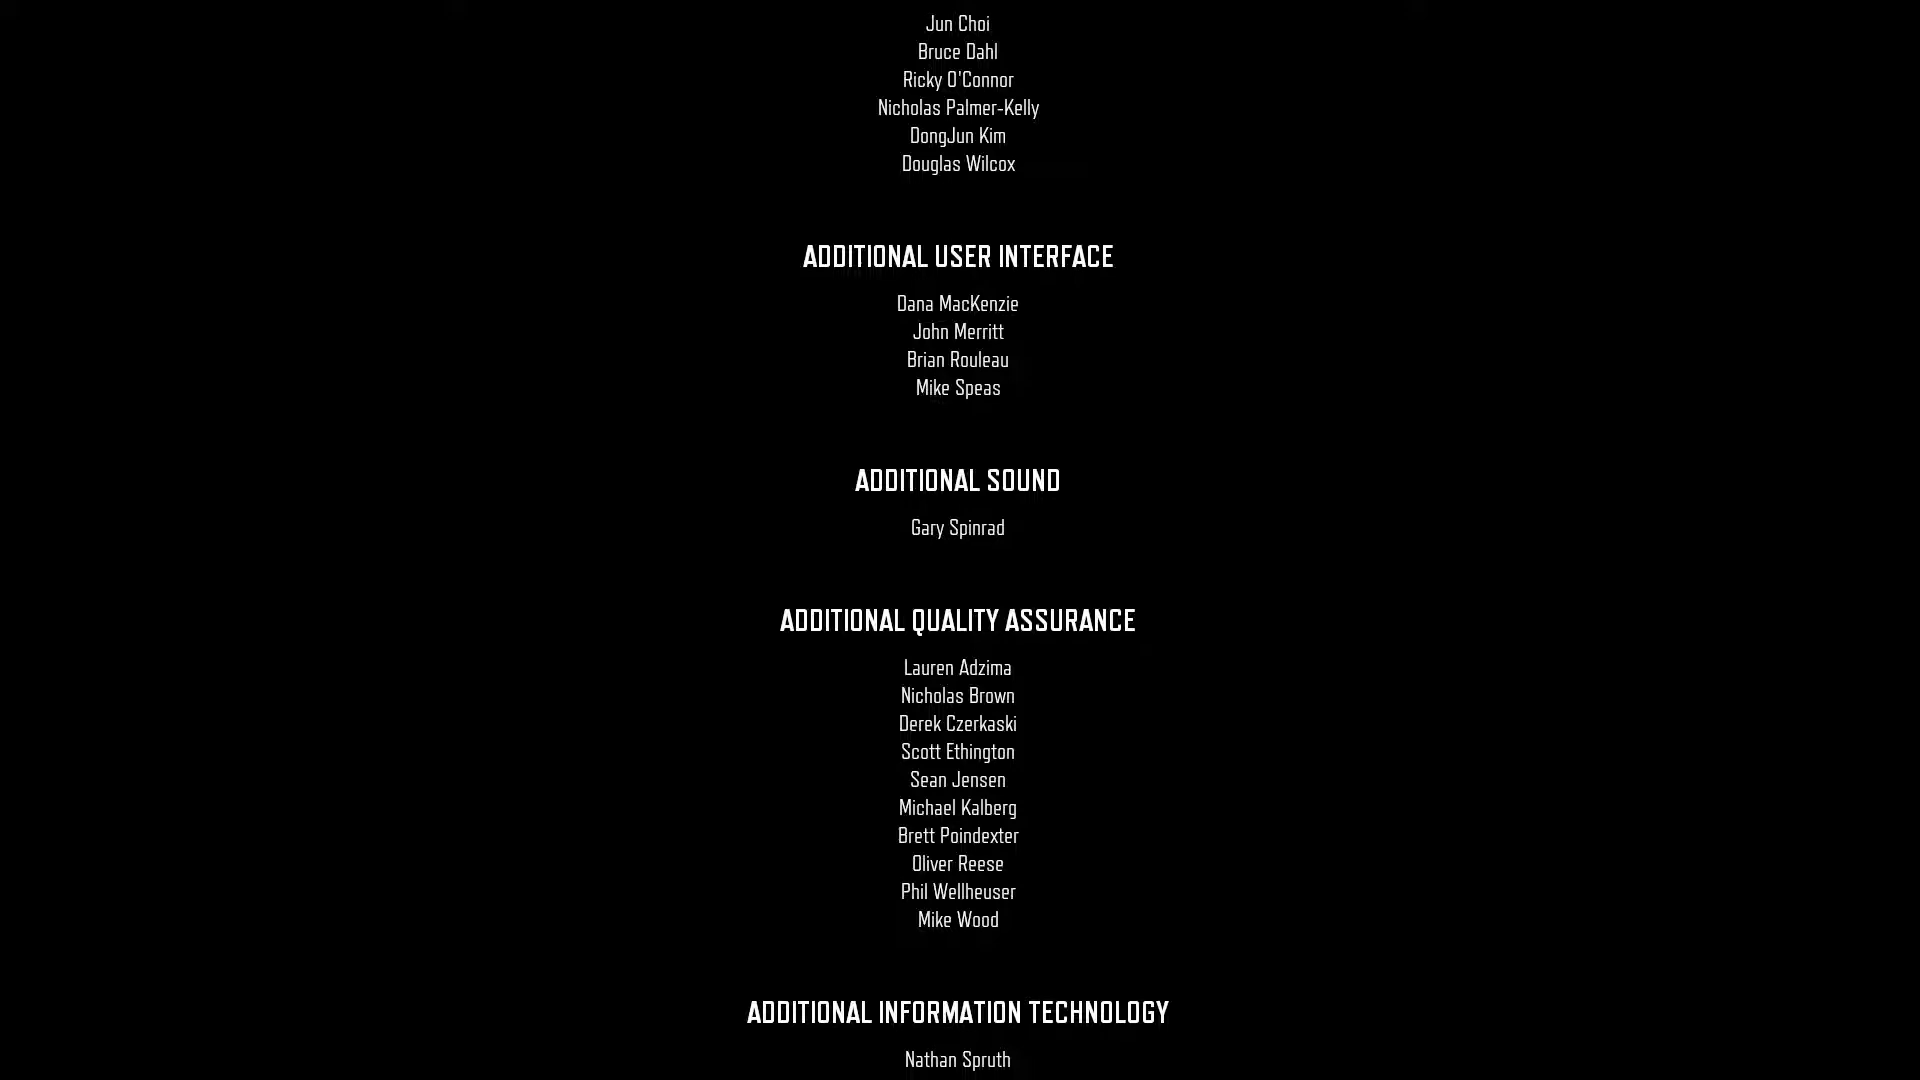 Jun Choi
Bruce Dahl
Ricky O'Connor
Nicholas Palmer-Kelly
DongJun Kim
Douglas Wilcox
ADDITIONAL USER INTERFACE
Dana MacKenzie
John Merritt
Brian Rouleau
Mike Speas
ADDITIONAL SOUND
Gary Spinrad
ADDITIONAL QUALITY ASSURANCE
Lauren Adzima
Nicholas Brown
Derek Czerkaski
Scott Ethington
Sean Jensen
Michael Kalberg
Brett Poindexter
Oliver Reese
Phil Wellheuser
Mike Wood
ADDITIONAL INFORMATION TECHNOLOGY
Nathan Spruth